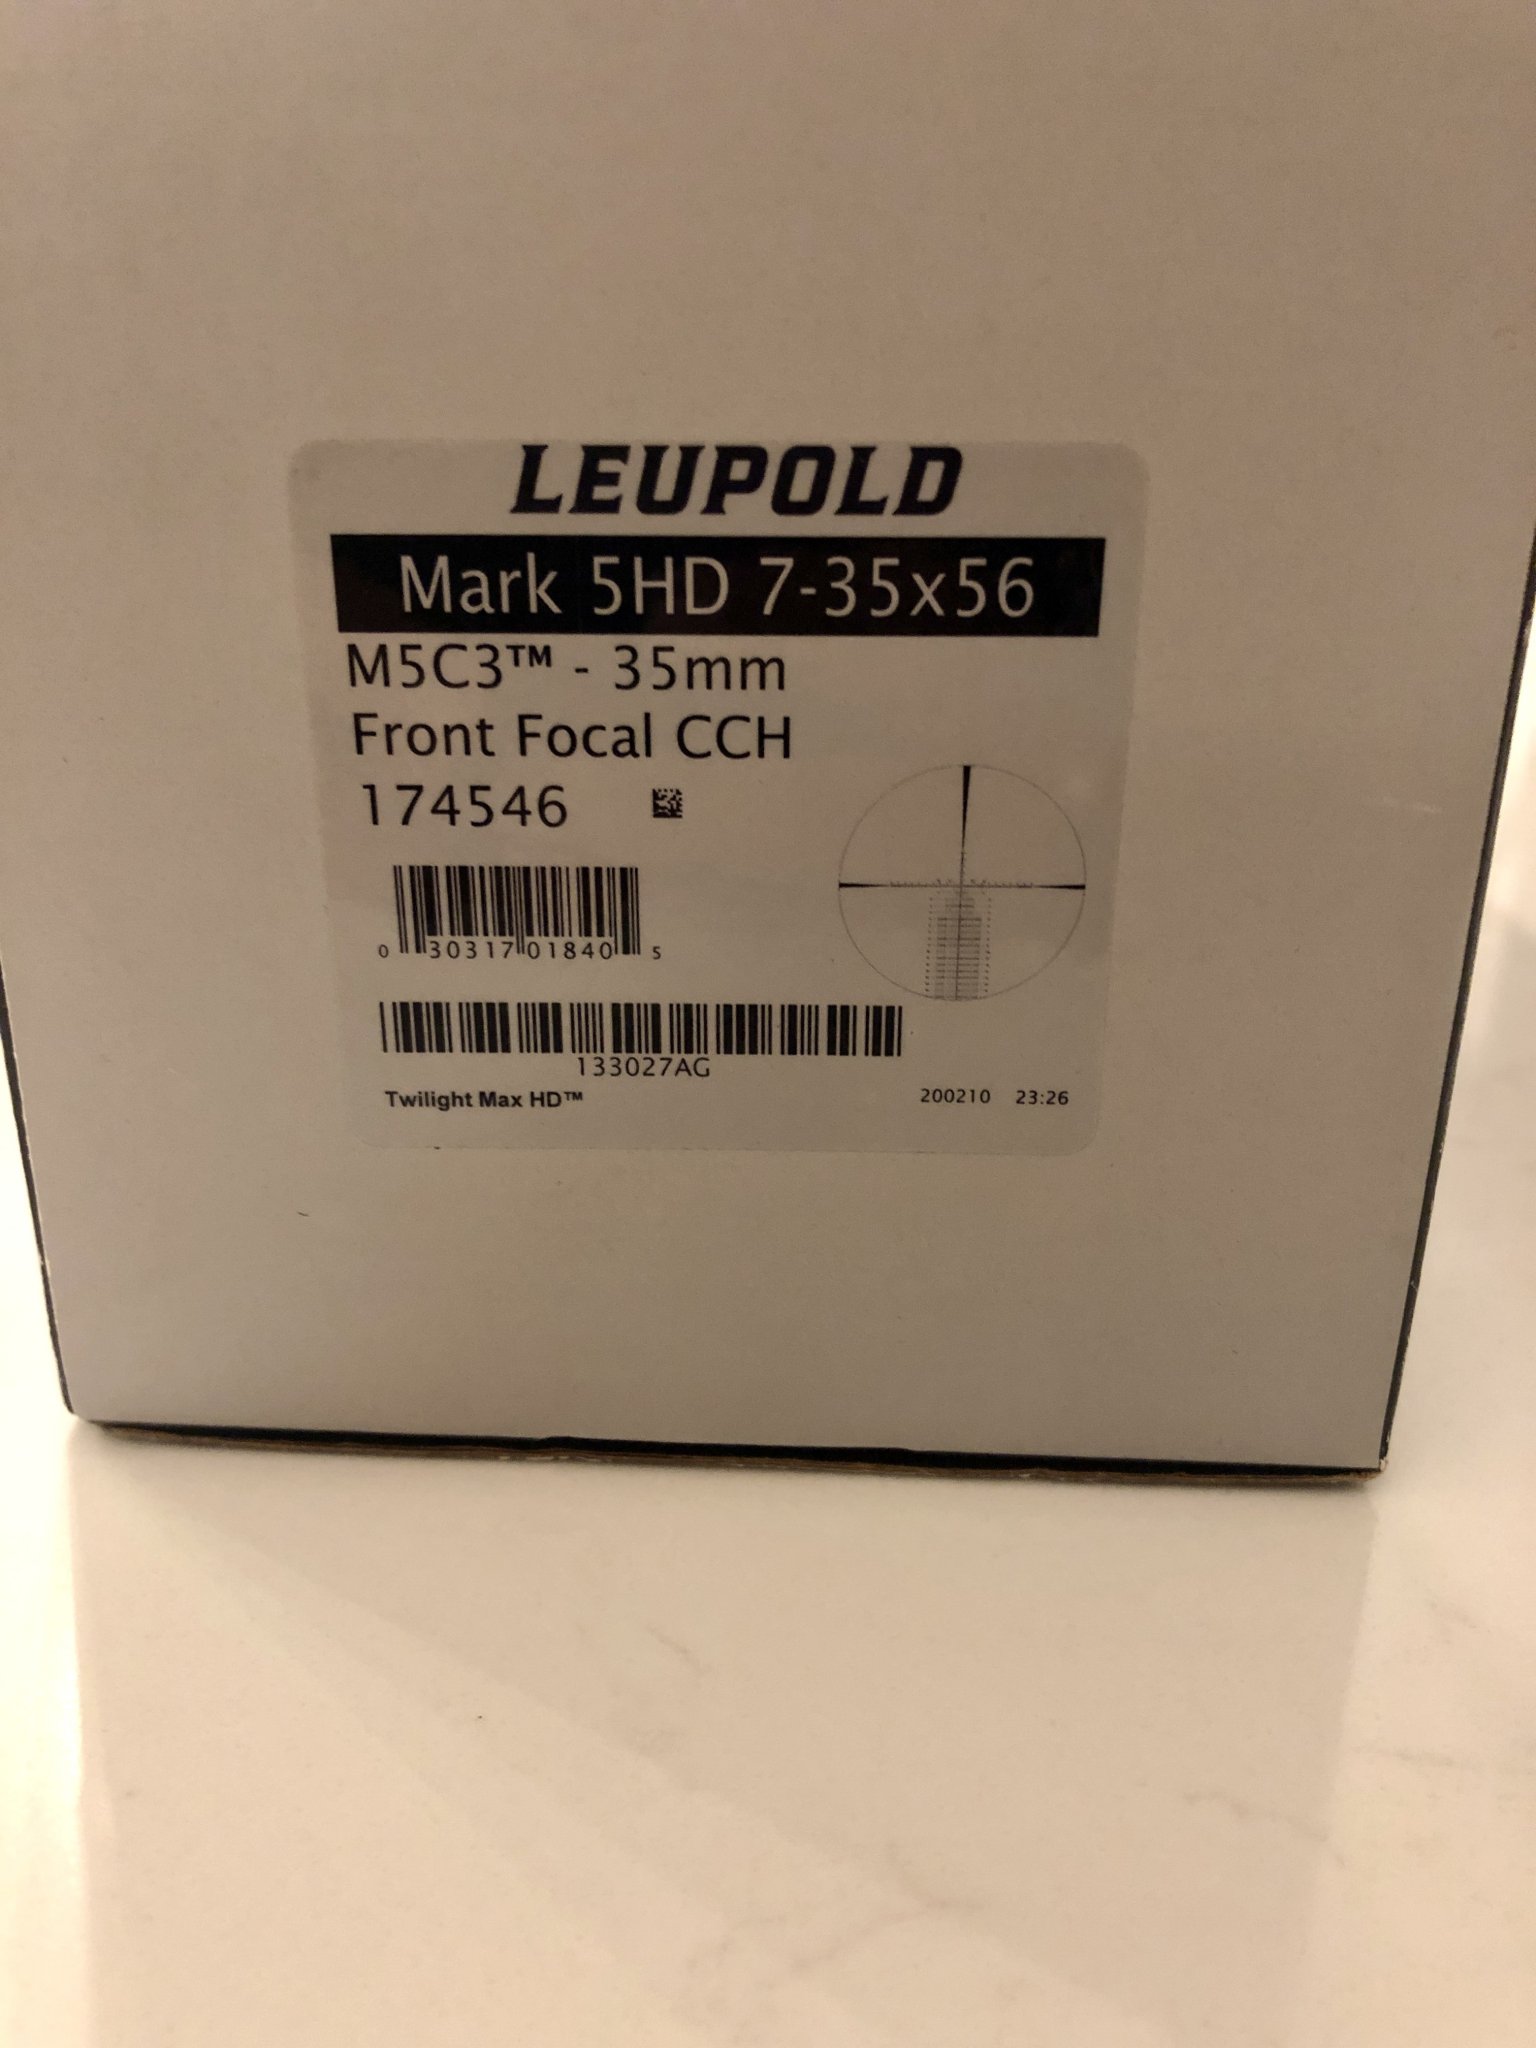 LEUPOLD
Mark 5HD 7-35x56
M5C3™ - 35mm
Front Focal CCH
174546
0 30317 01840 5
133027AG
Twilight Max HD™ 200210 23:26